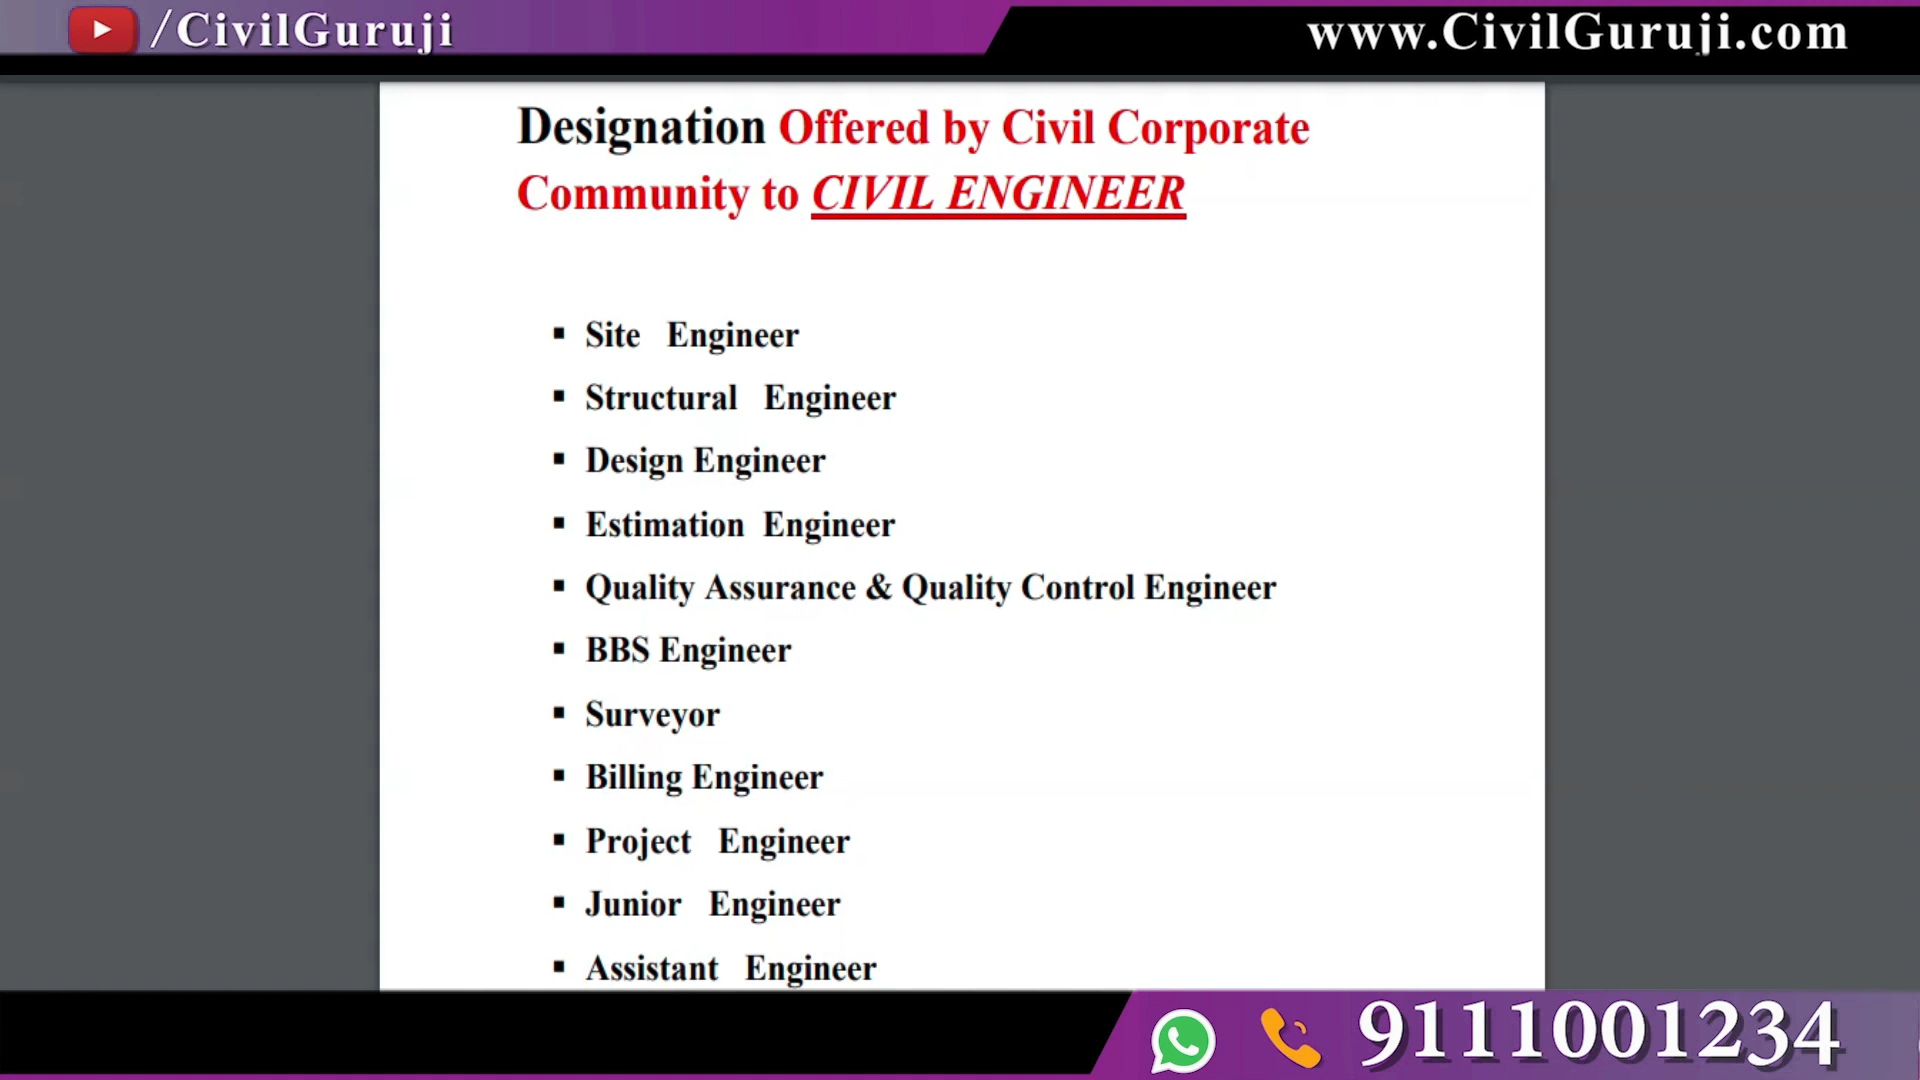 /CivilGuruji
www.CivilGuruji.com
Designation Offered by Civil Corporate
Community to CIVIL ENGINEER
▪ Site Engineer
▪ Structural Engineer
▪ Design Engineer
▪ Estimation Engineer
▪ Quality Assurance & Quality Control Engineer
▪ BBS Engineer
▪ Surveyor
▪ Billing Engineer
▪ Project Engineer
▪ Junior Engineer
▪ Assistant Engineer
9111001234